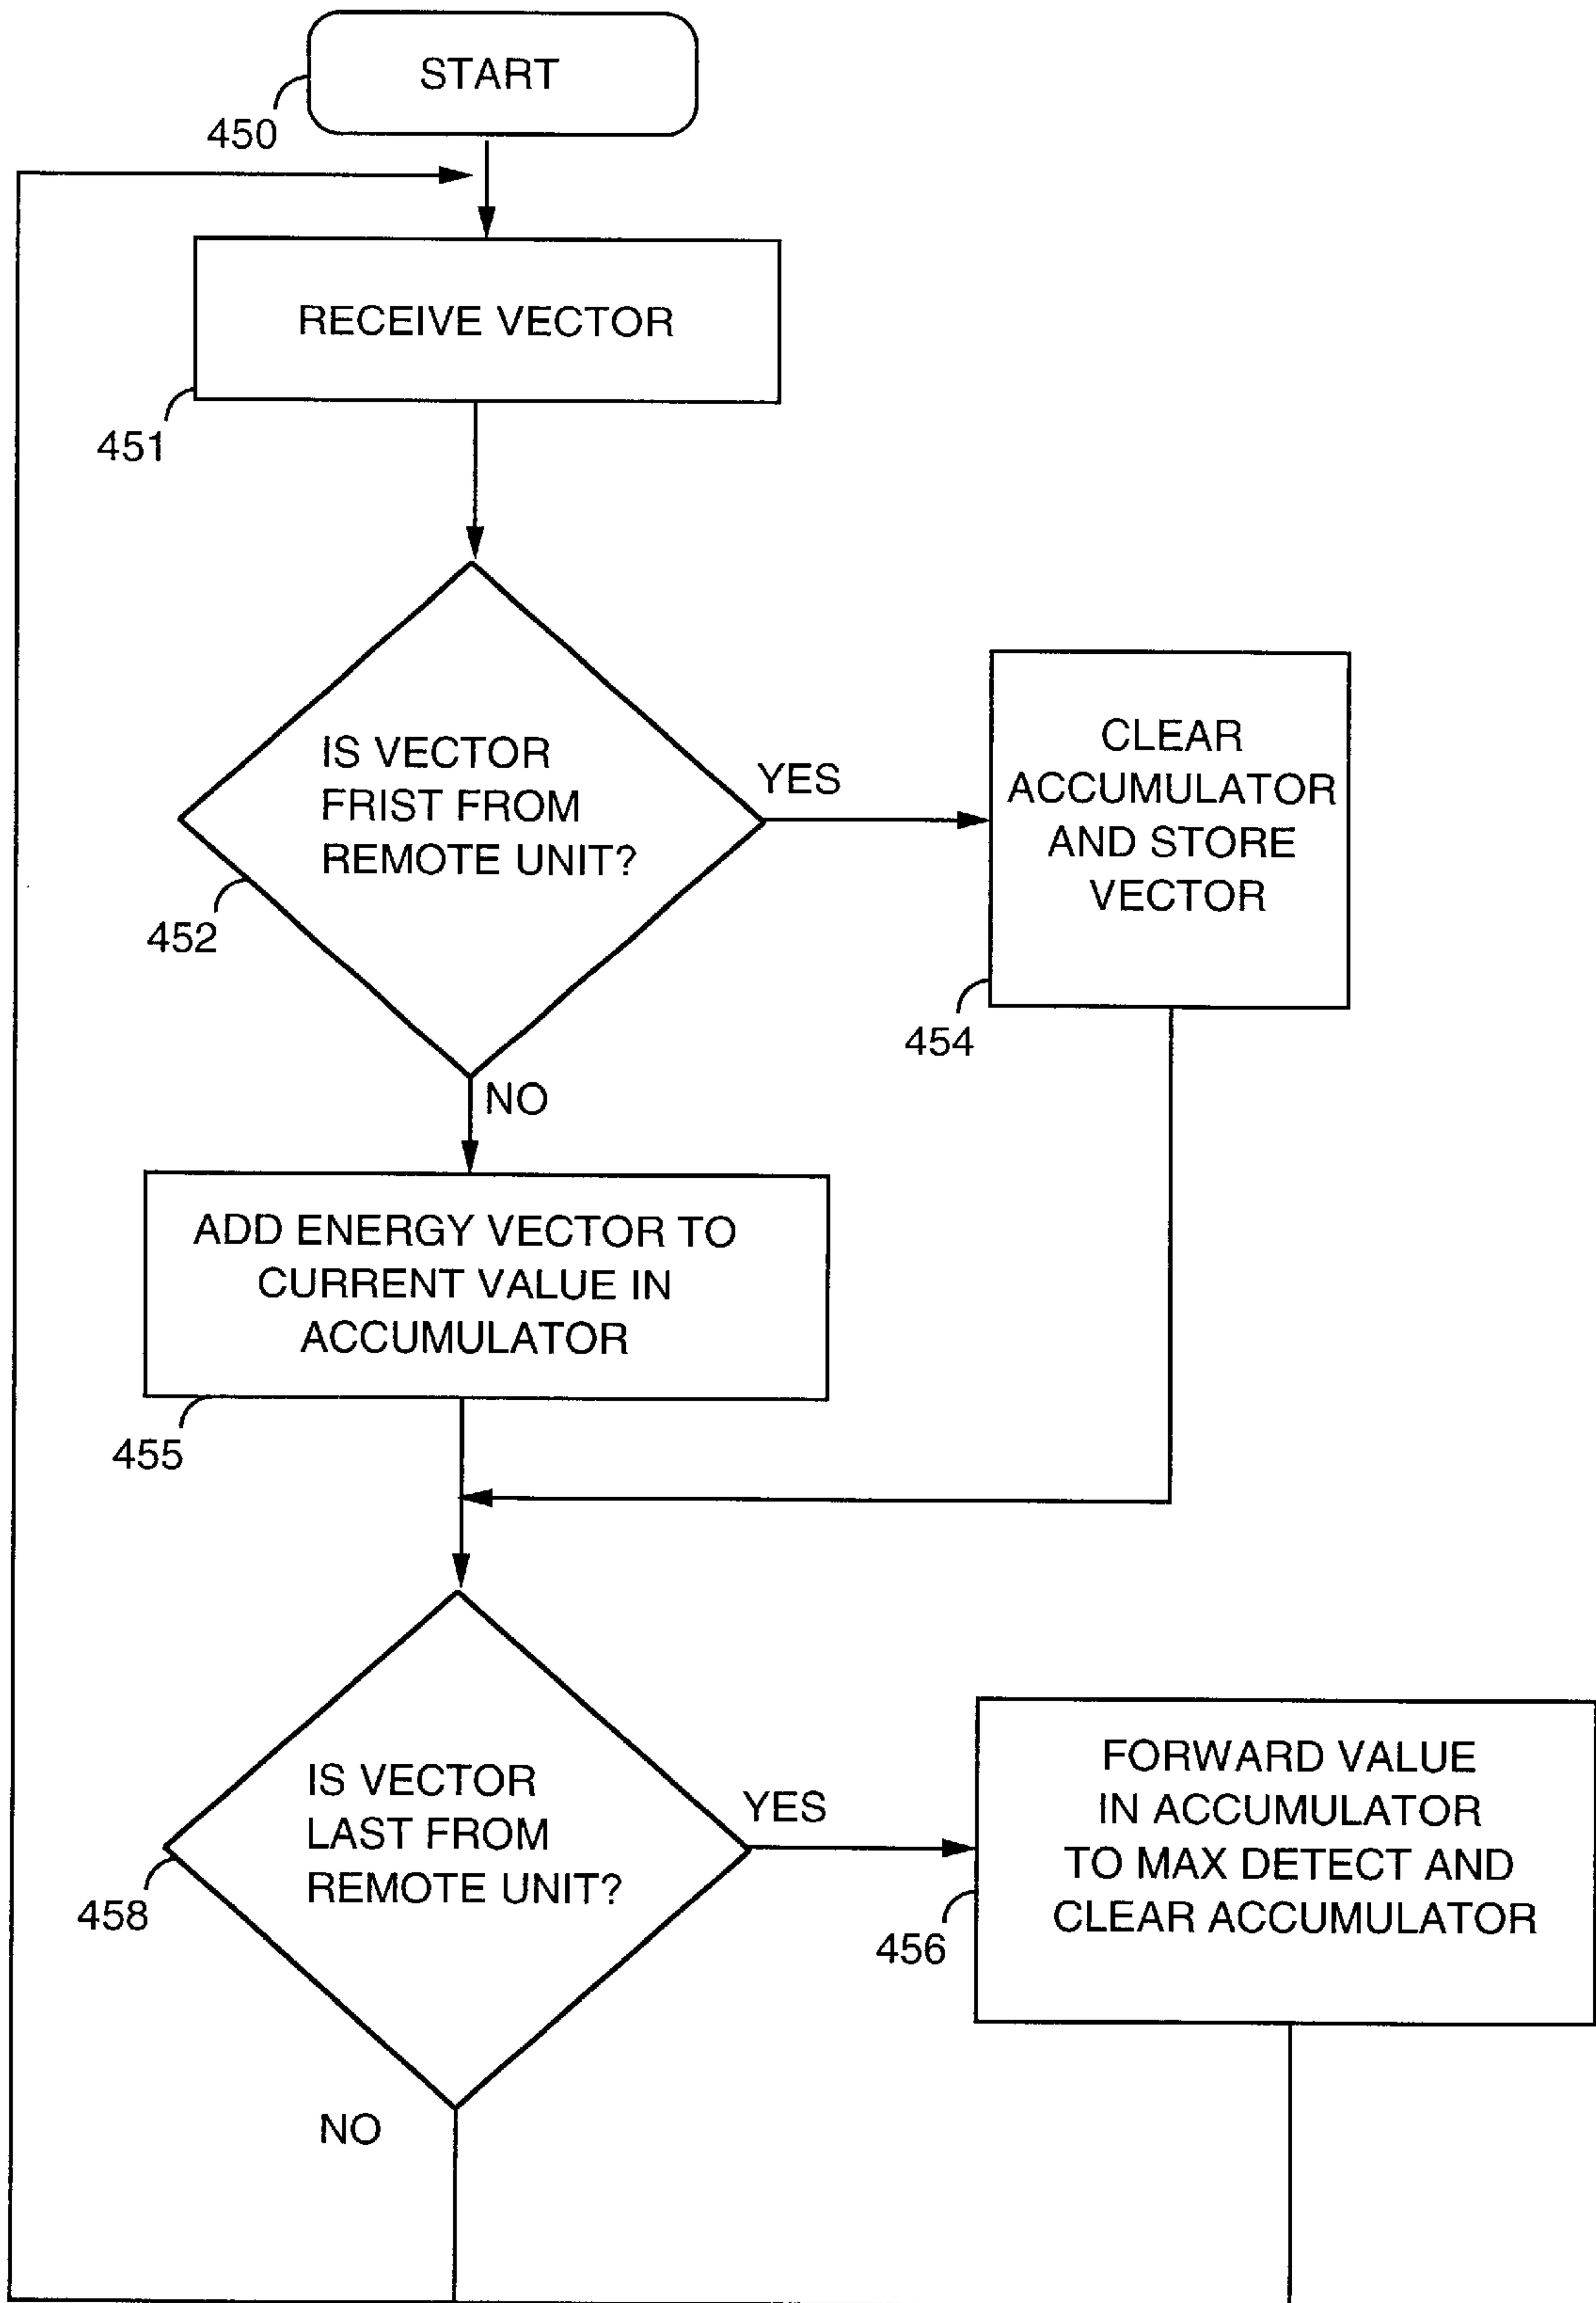 START
450
RECEIVE VECTOR
451
IS VECTOR
FRIST FROM
REMOTE UNIT?
452
YES
CLEAR
ACCUMULATOR
AND STORE
VECTOR
454
NO
ADD ENERGY VECTOR TO
CURRENT VALUE IN
ACCUMULATOR
455
IS VECTOR
LAST FROM
REMOTE UNIT?
458
YES
FORWARD VALUE
IN ACCUMULATOR
TO MAX DETECT AND
CLEAR ACCUMULATOR
456
NO